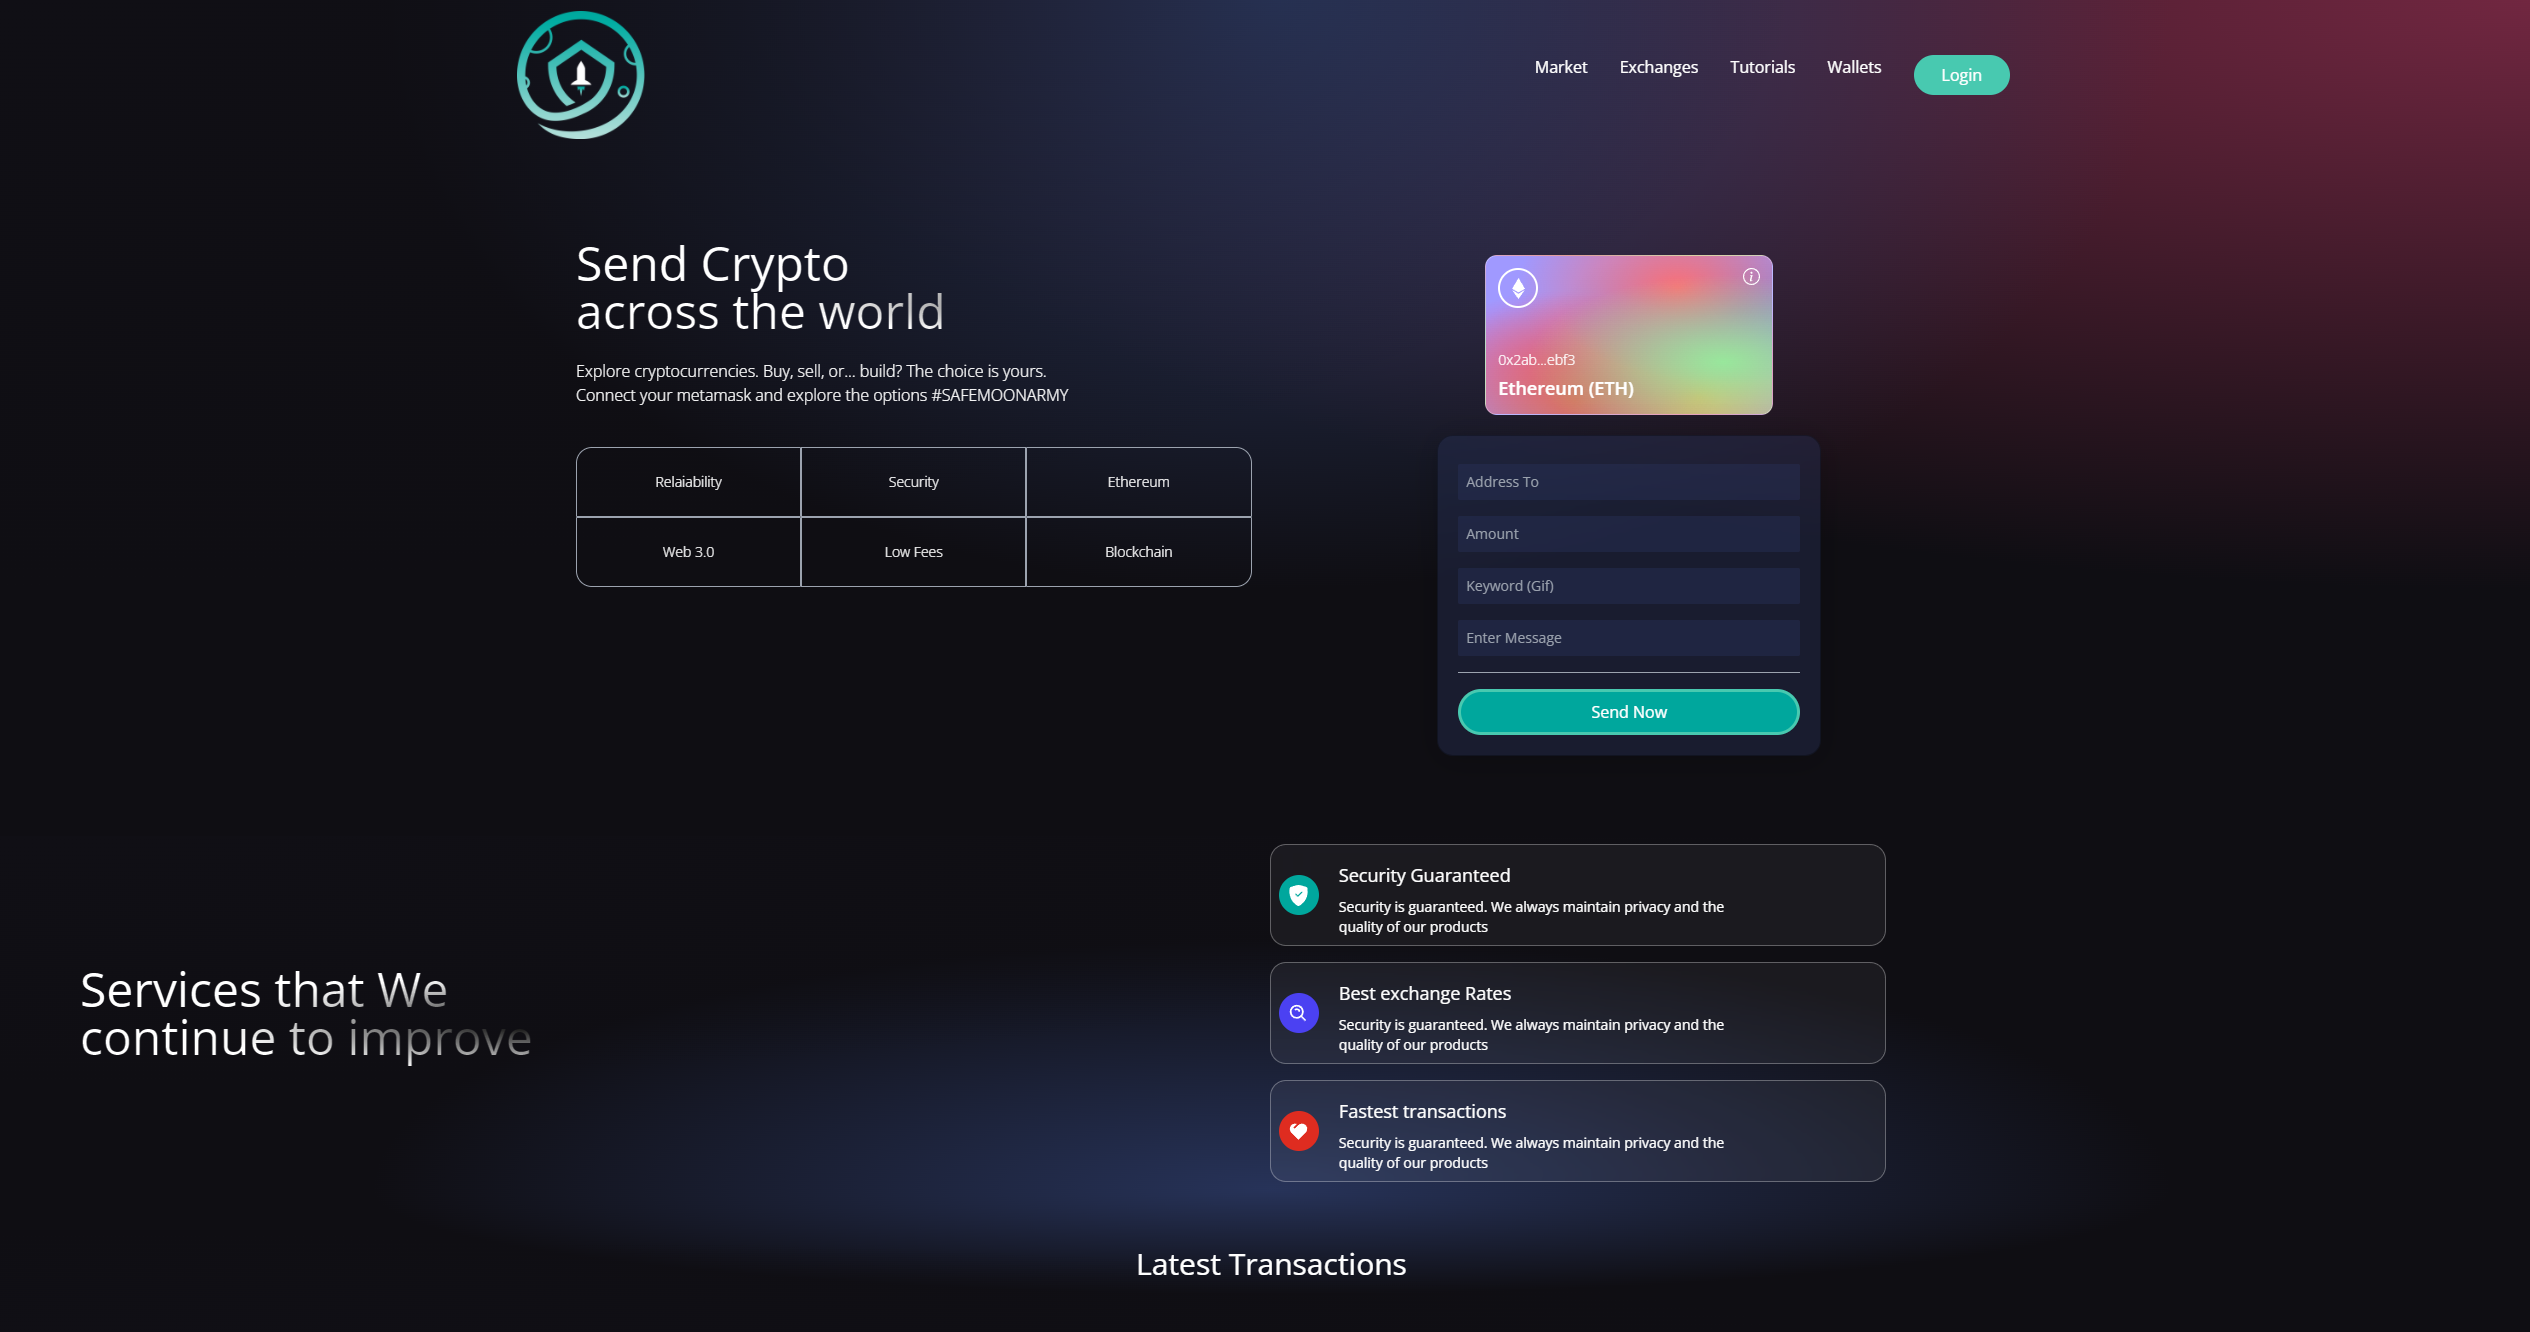 Market
Exchanges
Tutorials
Wallets
Login
Send Crypto
across the world
Explore cryptocurrencies. Buy, sell, or... build? The choice is yours.
Connect your metamask and explore the options #SAFEMOONARMY
Relaiability
Security
Ethereum
Web 3.0
Low Fees
Blockchain
0x2ab...ebf3
Ethereum (ETH)
Address To
Amount
Keyword (Gif)
Enter Message
Send Now
Services that We
continue to improve
Security Guaranteed
Security is guaranteed. We always maintain privacy and the
quality of our products
Best exchange Rates
Security is guaranteed. We always maintain privacy and the
quality of our products
Fastest transactions
Security is guaranteed. We always maintain privacy and the
quality of our products
Latest Transactions